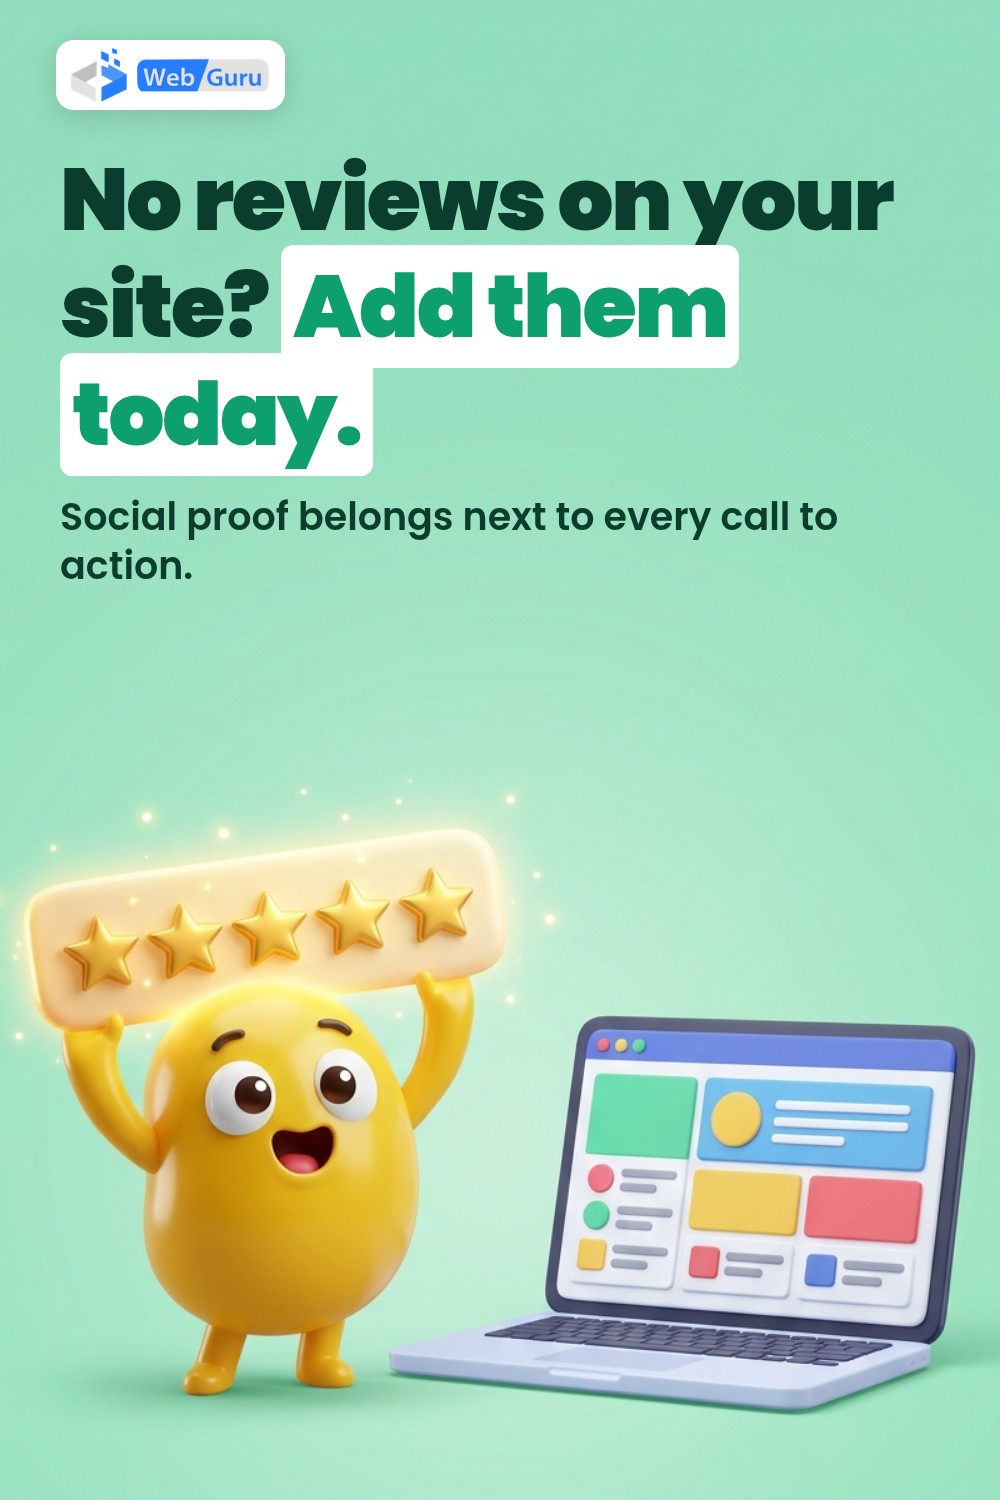 Web Guru
No reviews on your
site? Add them
today.
Social proof belongs next to every call to
action.